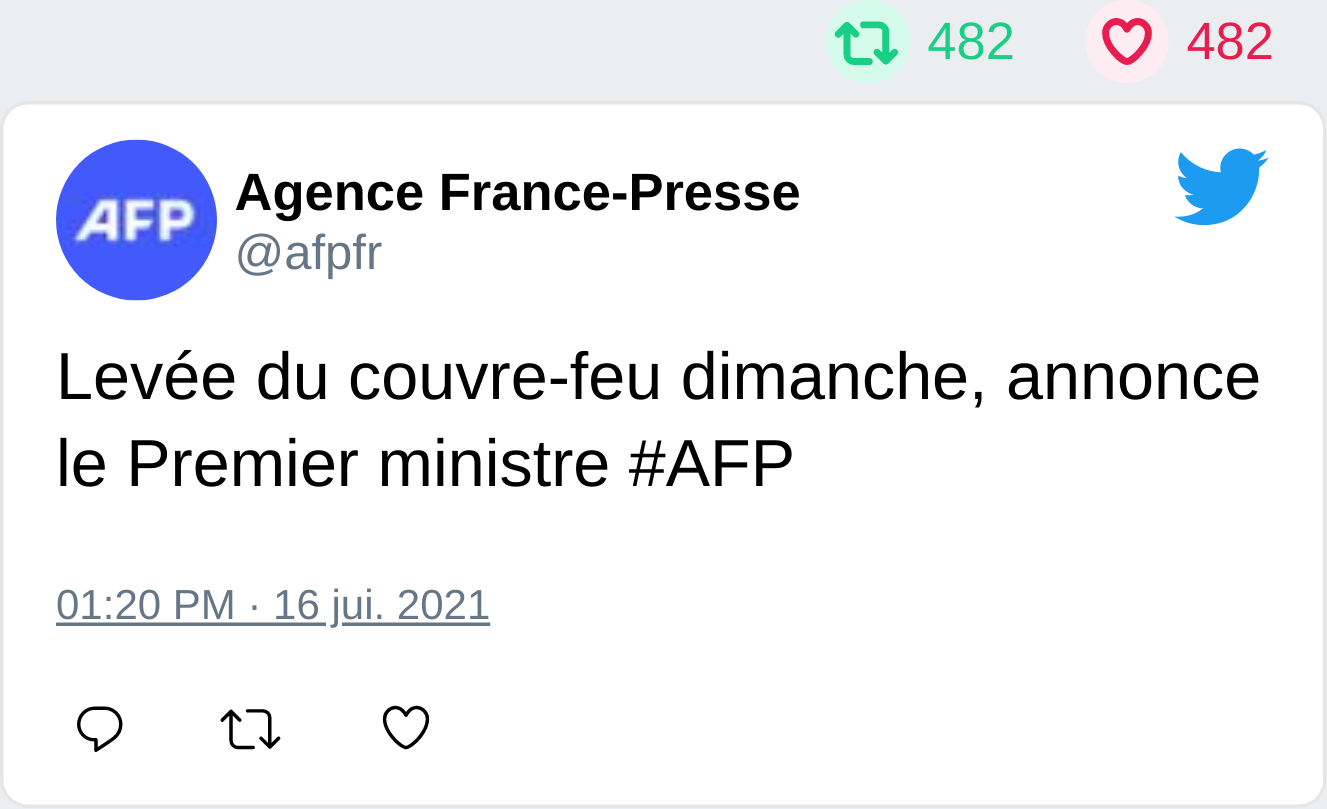 482 482
AFP
Agence France-Presse
@afpfr
Levée du couvre-feu dimanche, annonce
le Premier ministre #AFP
01:20 PM · 16 jui. 2021